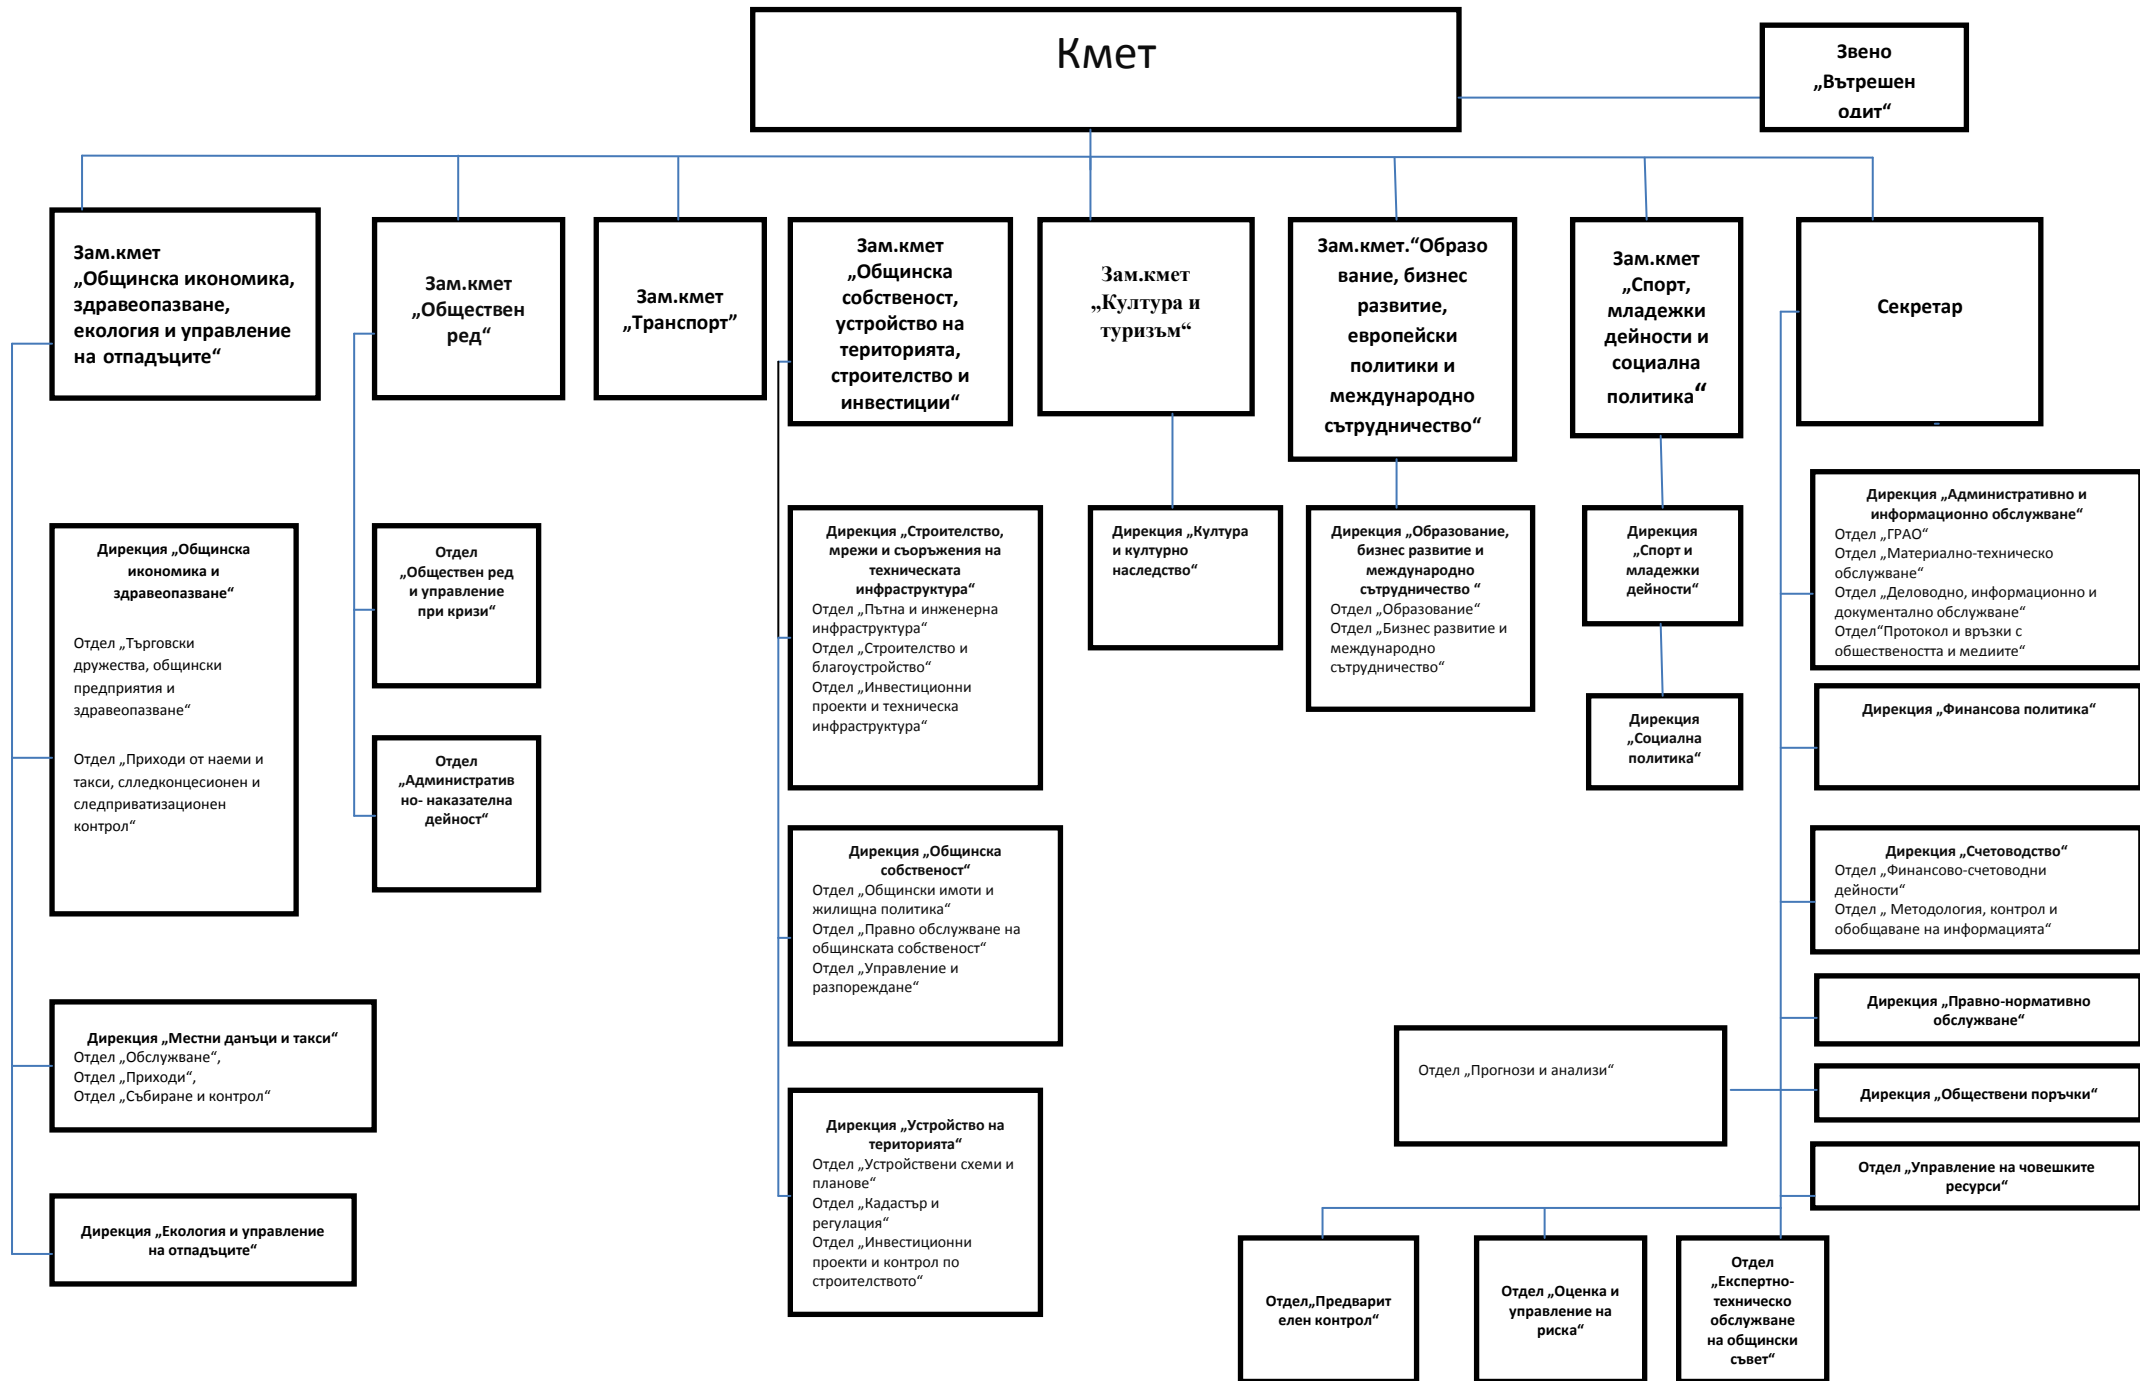 Кмет
Звено
„Вътрешен
одит“
Зам.кмет
„Общинска икономика,
здравеопазване,
екология и управление
на отпадъците“
Зам.кмет
„Обществен
ред“
Зам.кмет
„Транспорт”
Зам.кмет
„Общинска
собственост,
устройство на
територията,
строителство и
инвестиции“
Зам.кмет
„Култура и
туризъм“
Зам.кмет.“Образо
вание, бизнес
развитие,
европейски
политики и
международно
сътрудничество“
Зам.кмет
„Спорт,
младежки
дейности и
социална
политика“
Секретар
Дирекция „Общинска
икономика и
здравеопазване“
Отдел „Търговски
дружества, общински
предприятия и
здравеопазване“
Отдел „Приходи от наеми и
такси, слледконцесионен и
следприватизационен
контрол“
Дирекция „Местни данъци и такси“
Отдел „Обслужване“,
Отдел „Приходи“,
Отдел „Събиране и контрол“
Дирекция „Екология и управление
на отпадъците“
Отдел
„Обществен ред
и управление
при кризи“
Отдел
„Административ
но- наказателна
дейност“
Дирекция „Строителство,
мрежи и съоръжения на
техническата
инфраструктура“
Отдел „Пътна и инженерна
инфраструктура“
Отдел „Строителство и
благоустройство“
Отдел „Инвестиционни
проекти и техническа
инфраструктура“
Дирекция „Общинска
собственост“
Отдел „Общински имоти и
жилищна политика“
Отдел „Правно обслужване на
общинската собственост“
Отдел „Управление и
разпореждане“
Дирекция „Устройство на
територията“
Отдел „Устройствени схеми и
планове“
Отдел „Кадастър и
регулация“
Отдел „Инвестиционни
проекти и контрол по
строителството“
Дирекция „Култура
и културно
наследство“
Дирекция „Образование,
бизнес развитие и
международно
сътрудничество “
Отдел „Образование“
Отдел „Бизнес развитие и
международно
сътрудничество“
Дирекция
„Спорт и
младежки
дейности“
Дирекция
„Социална
политика“
Дирекция „Административно и
информационно обслужване“
Отдел „ГРАО“
Отдел „Материално-техническо
обслужване“
Отдел „Деловодно, информационно и
документално обслужване“
Отдел“Протокол и връзки с
обществеността и медиите“
Дирекция „Финансова политика“
Дирекция „Счетоводство“
Отдел „Финансово-счетоводни
дейности“
Отдел „ Методология, контрол и
обобщаване на информацията“
Дирекция „Правно-нормативно
обслужване“
Отдел „Прогнози и анализи“
Дирекция „Обществени поръчки“
Отдел „Управление на човешките
ресурси“
Отдел„Предварит
елен контрол“
Отдел „Оценка и
управление на
риска“
Отдел
„Експертно-
техническо
обслужване
на общински
съвет“